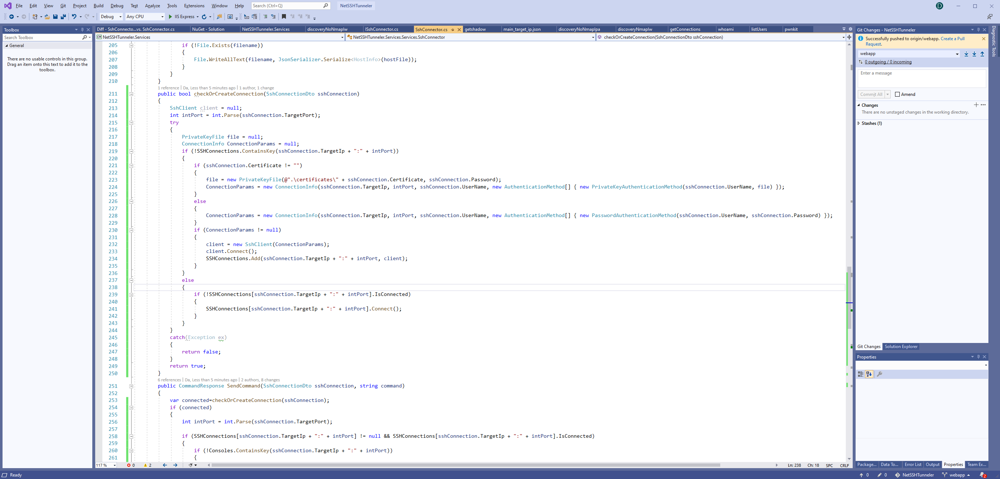 File Edit View Git Project Build Debug Test Analyze Tools Extensions Window Help Search (Ctrl+Q) NetSSHTunneler D
Debug Any CPU IIS Express
Toolbox
Search Toolbox
General
There are no usable controls in this group.
Drag an item onto this text to add it to the
toolbox.
Diff - SshConnecto...vs. SshConnector.cs NuGet - Solution NetSSHTunneler.Services discoveryNoNmaplw ISshConnector.cs SshConnector.cs getshadow main_target_ip.json discoveryNoNmaplpa discoveryNmaplw getConnections whoami listUsers pwnkit
NetSSHTunneler.Services NetSSHTunneler.Services.Services.SshConnector checkOrCreateConnection(SshConnectionDto sshConnection)
205 if (!File.Exists(filename))
206 {
207 File.WriteAllText(filename, JsonSerializer.Serialize<HostInfo>(hostFile));
208 }
209 }
210 }
1 reference | Da, Less than 5 minutes ago | 1 author, 1 change
211 public bool checkOrCreateConnection(SshConnectionDto sshConnection)
212 {
213 SshClient client = null;
214 int intPort = int.Parse(sshConnection.TargetPort);
215 try
216 {
217 PrivateKeyFile file = null;
218 ConnectionInfo ConnectionParams = null;
219 if (!SSHConnections.ContainsKey(sshConnection.TargetIp + ":" + intPort))
220 {
221 if (sshConnection.Certificate != "")
222 {
223 file = new PrivateKeyFile(@".\certificates\" + sshConnection.Certificate, sshConnection.Password);
224 ConnectionParams = new ConnectionInfo(sshConnection.TargetIp, intPort, sshConnection.UserName, new AuthenticationMethod[] { new PrivateKeyAuthenticationMethod(sshConnection.UserName, file) });
225 }
226 else
227 {
228 ConnectionParams = new ConnectionInfo(sshConnection.TargetIp, intPort, sshConnection.UserName, new AuthenticationMethod[] { new PasswordAuthenticationMethod(sshConnection.UserName, sshConnection.Password) });
229 }
230 if (ConnectionParams != null)
231 {
232 client = new SshClient(ConnectionParams);
233 client.Connect();
234 SSHConnections.Add(sshConnection.TargetIp + ":" + intPort, client);
235 }
236 }
237 else
238 {
239 if (!SSHConnections[sshConnection.TargetIp + ":" + intPort].IsConnected)
240 {
241 SSHConnections[sshConnection.TargetIp + ":" + intPort].Connect();
242 }
243 }
244 }
245 catch(Exception ex)
246 {
247 return false;
248 }
249 return true;
250 }
6 references | Da, Less than 5 minutes ago | 2 authors, 8 changes
251 public CommandResponse SendCommand(SshConnectionDto sshConnection, string command)
252 {
253 var connected=checkOrCreateConnection(sshConnection);
254 if (connected)
255 {
256 int intPort = int.Parse(sshConnection.TargetPort);
257
258 if (SSHConnections[sshConnection.TargetIp + ":" + intPort] != null && SSHConnections[sshConnection.TargetIp + ":" + intPort].IsConnected)
259 {
260 if (!Consoles.ContainsKey(sshConnection.TargetIp + ":" + intPort))
261 {
117 % 0 2 Ln: 238 Ch: 18 SPC CRLF
Git Changes - NetSSHTunneler
Successfully pushed to origin/webapp. Create a Pull
Request.
webapp
0 outgoing / 0 incoming
Enter a message
Commit All Amend
Changes
There are no unstaged changes in the working directory.
Stashes (1)
Git Changes Solution Explorer
Properties
Package... Data To... Error List Output Properties Team Ex...
Diagnostic Tools
Ready 0 0 NetSSHTunneler webapp 2